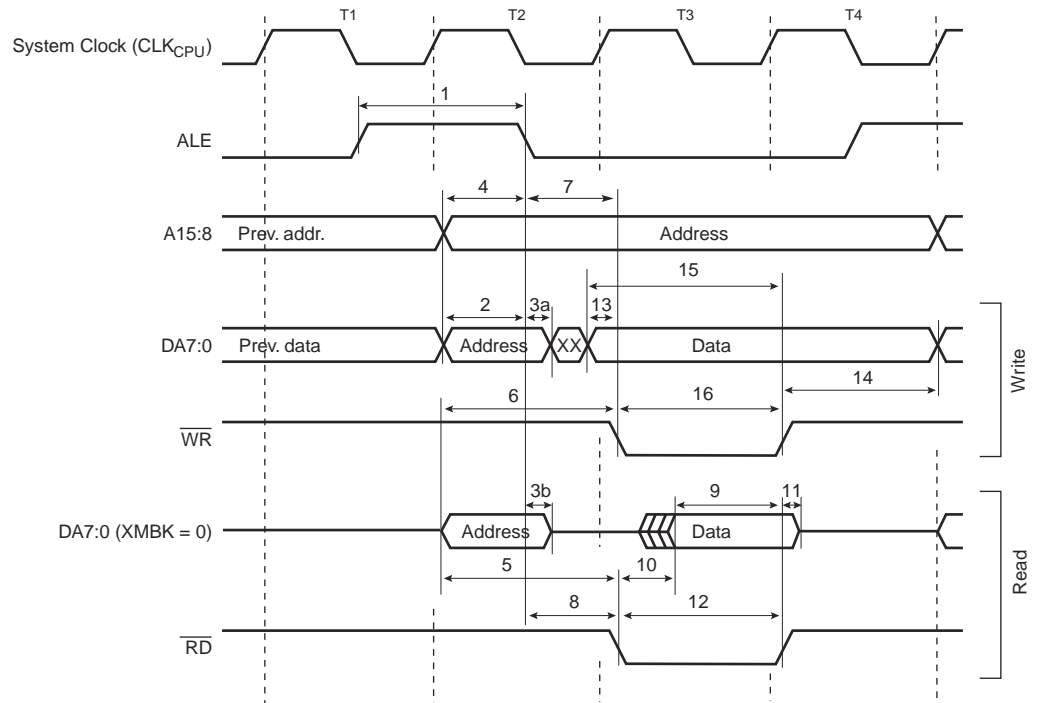 T1 T2 T3 T4
System Clock (CLKCPU)
1
ALE
4 7
A15:8 Prev. addr. Address
15
2 3a 13
DA7:0 Prev. data Address XX Data
14
6 16
WR
Write
3b 9 11
DA7:0 (XMBK = 0) Address Data
5 10
8 12
RD
Read